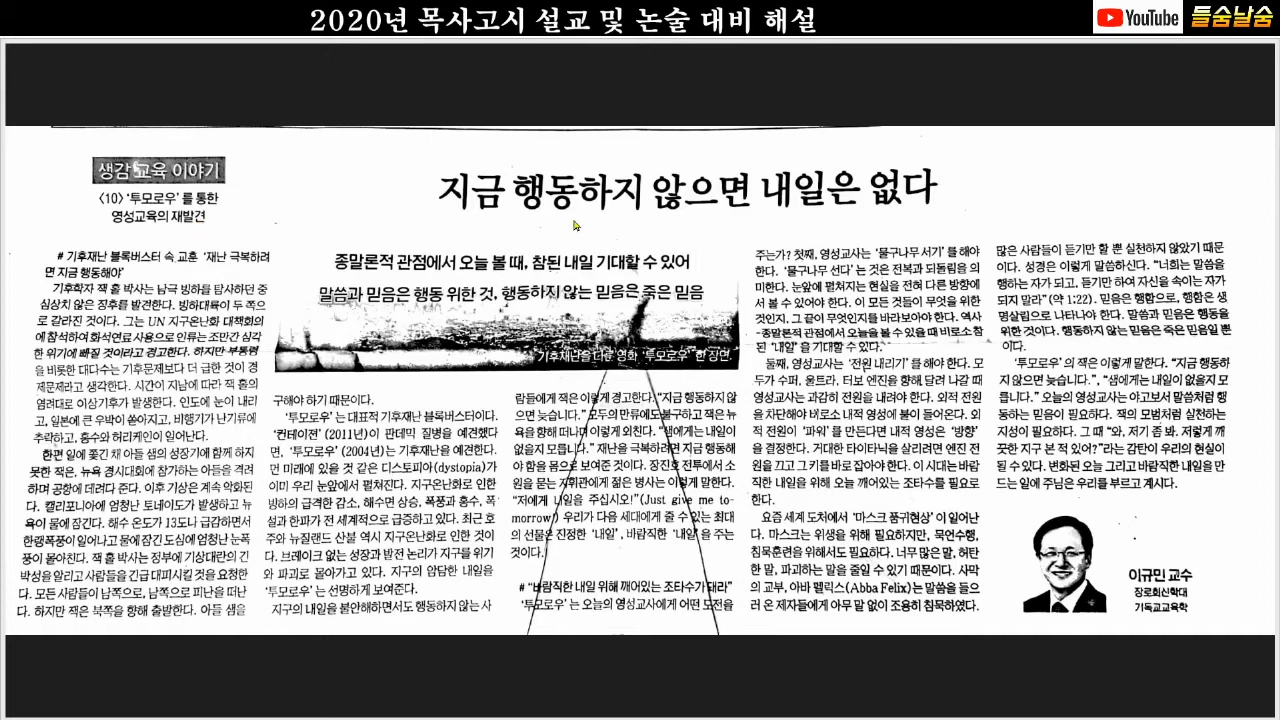 2020년 목사고시 설교 및 논술 대비 해설
YouTube 들숨날숨
생감 교육 이야기
〈10〉 '투모로우'를 통한
영성교육의 재발견
지금 행동하지 않으면 내일은 없다
# 기후재난 블록버스터 속 교훈 '재난 극복하려
면 지금 행동해야'
기후학자 잭 홀 박사는 남극 빙하를 탐사하던 중
심상치 않은 징후를 발견한다. 빙하대륙이 두 쪽으
로 갈라진 것이다. 그는 UN 지구온난화 대책회의
에 참석하여 화석연료 사용으로 인류는 조만간 심각
한 위기에 빠질 것이라고 경고한다. 하지만 부통령
을 비롯한 대다수는 기후문제보다 더 급한 것이 경
제문제라고 생각한다. 시간이 지남에 따라 잭 홀의
염려대로 이상기후가 발생한다. 인도에 눈이 내리
고, 일본에 큰 우박이 쏟아지고, 비행기가 난기류에
추락하고, 홍수와 허리케인이 일어난다.
한편 일에 쫓긴 채 아들 샘의 성장기에 함께 하지
못한 잭은, 뉴욕 경시대회에 참가하는 아들을 격려
하며 공항에 데려다 준다. 이후 기상은 계속 악화된
다. 캘리포니아에 엄청난 토네이도가 발생하고 뉴
욕이 물에 잠긴다. 해수 온도가 13도나 급감하면서
한랭폭풍이 일어나고 물에 잠긴 도심에 엄청난 눈폭
풍이 몰아친다. 잭 홀 박사는 정부에 기상대란의 긴
박성을 알리고 사람들을 긴급 대피시킬 것을 요청한
다. 모든 사람들이 남쪽으로, 남쪽으로 피난을 떠난
다. 하지만 잭은 북쪽을 향해 출발한다. 아들 샘을
종말론적 관점에서 오늘 볼 때, 참된 내일 기대할 수 있어
말씀과 믿음은 행동 위한 것, 행동하지 않는 믿음은 죽은 믿음
기후재난을 다룬 영화 '투모로우' 한 장면.
구해야 하기 때문이다.
'투모로우'는 대표적 기후재난 블록버스터이다.
'컨테이젼' (2011년)이 판데믹 질병을 예견했다
면, '투모로우' (2004년)는 기후재난을 예견했다.
먼 미래에 있을 것 같은 디스토피아(dystopia)가
이미 우리 눈앞에서 펼쳐진다. 지구온난화로 인한
빙하의 급격한 감소, 해수면 상승, 폭풍과 홍수, 폭
설과 한파가 전 세계적으로 급증하고 있다. 최근 호
주와 뉴질랜드 산불 역시 지구온난화로 인한 것이
다. 브레이크 없는 성장과 발전 논리가 지구를 위기
와 파괴로 몰아가고 있다. 지구의 암담한 내일을
'투모로우'는 선명하게 보여준다.
지구의 내일을 불안해하면서도 행동하지 않는 사
람들에게 잭은 이렇게 경고한다. "지금 행동하지 않
으면 늦습니다." 모두의 만류에도 불구하고 잭은 뉴
욕을 향해 떠나며 이렇게 외친다. "샘에게는 내일이
없을지 모릅니다." 재난을 극복하려면 지금 행동해
야 함을 몸으로 보여준 것이다. 장진호 전투에서 소
원을 묻는 지휘관에게 젊은 병사는 이렇게 말한다.
"저에게 내일을 주십시오!"(Just give me to-
morrow!) 우리가 다음 세대에게 줄 수 있는 최대
의 선물은 진정한 '내일', 바람직한 '내일'을 주는
것이다.
# "바람직한 내일 위해 깨어있는 조타수가 돼라"
'투모로우'는 오늘의 영성교사에게 어떤 도전을
주는가? 첫째, 영성교사는 '물구나무 서기'를 해야
한다. '물구나무 선다'는 것은 전복과 되돌림을 의
미한다. 눈앞에 펼쳐지는 현실을 전혀 다른 방향에
서 볼 수 있어야 한다. 이 모든 것들이 무엇을 위한
것인지, 그 끝이 무엇인지를 바라보아야 한다. 역사
-종말론적 관점에서 오늘을 볼 수 있을 때 비로소 참
된 '내일'을 기대할 수 있다.
둘째, 영성교사는 '전원 내리기'를 해야 한다. 모
두가 수퍼, 울트라, 터보 엔진을 향해 달려 나갈 때
영성교사는 과감히 전원을 내려야 한다. 외적 전원
을 차단해야 비로소 내적 영성에 불이 들어온다. 외
적 전원이 '파워'를 만든다면 내적 영성은 '방향'
을 결정한다. 거대한 타이타닉을 살리려면 엔진 전
원을 끄고 그 키를 바로 잡아야 한다. 이 시대는 바람
직한 내일을 위해 오늘 깨어있는 조타수를 필요로
한다.
요즘 세계 도처에서 '마스크 품귀현상'이 일어난
다. 마스크는 위생을 위해 필요하지만, 묵언수행,
침묵훈련을 위해서도 필요하다. 너무 많은 말, 허탄
한 말, 파괴하는 말을 줄일 수 있기 때문이다. 사막
의 교부, 아바 펠릭스(Abba Felix)는 말씀을 들으
러 온 제자들에게 아무 말 없이 조용히 침묵하였다.
많은 사람들이 듣기만 할 뿐 실천하지 않았기 때문
이다. 성경은 이렇게 말씀하신다. "너희는 말씀을
행하는 자가 되고, 듣기만 하여 자신을 속이는 자가
되지 말라" (약 1:22). 믿음은 행함으로, 행함은 생
명살림으로 나타나야 한다. 말씀과 믿음은 행동을
위한 것이다. 행동하지 않는 믿음은 죽은 믿음일 뿐
이다.
'투모로우'의 잭은 이렇게 말한다. "지금 행동하
지 않으면 늦습니다.", "샘에게는 내일이 없을지 모
릅니다." 오늘의 영성교사는 야고보서 말씀처럼 행
동하는 믿음이 필요하다. 잭의 모범처럼 실천하는
지성이 필요하다. 그 때 "와, 저기 좀 봐. 저렇게 깨
끗한 지구 본 적 있어?"라는 감탄이 우리의 현실이
될 수 있다. 변화된 오늘 그리고 바람직한 내일을 만
드는 일에 주님은 우리를 부르고 계시다.
이규민 교수
장로회신학대
기독교교육학